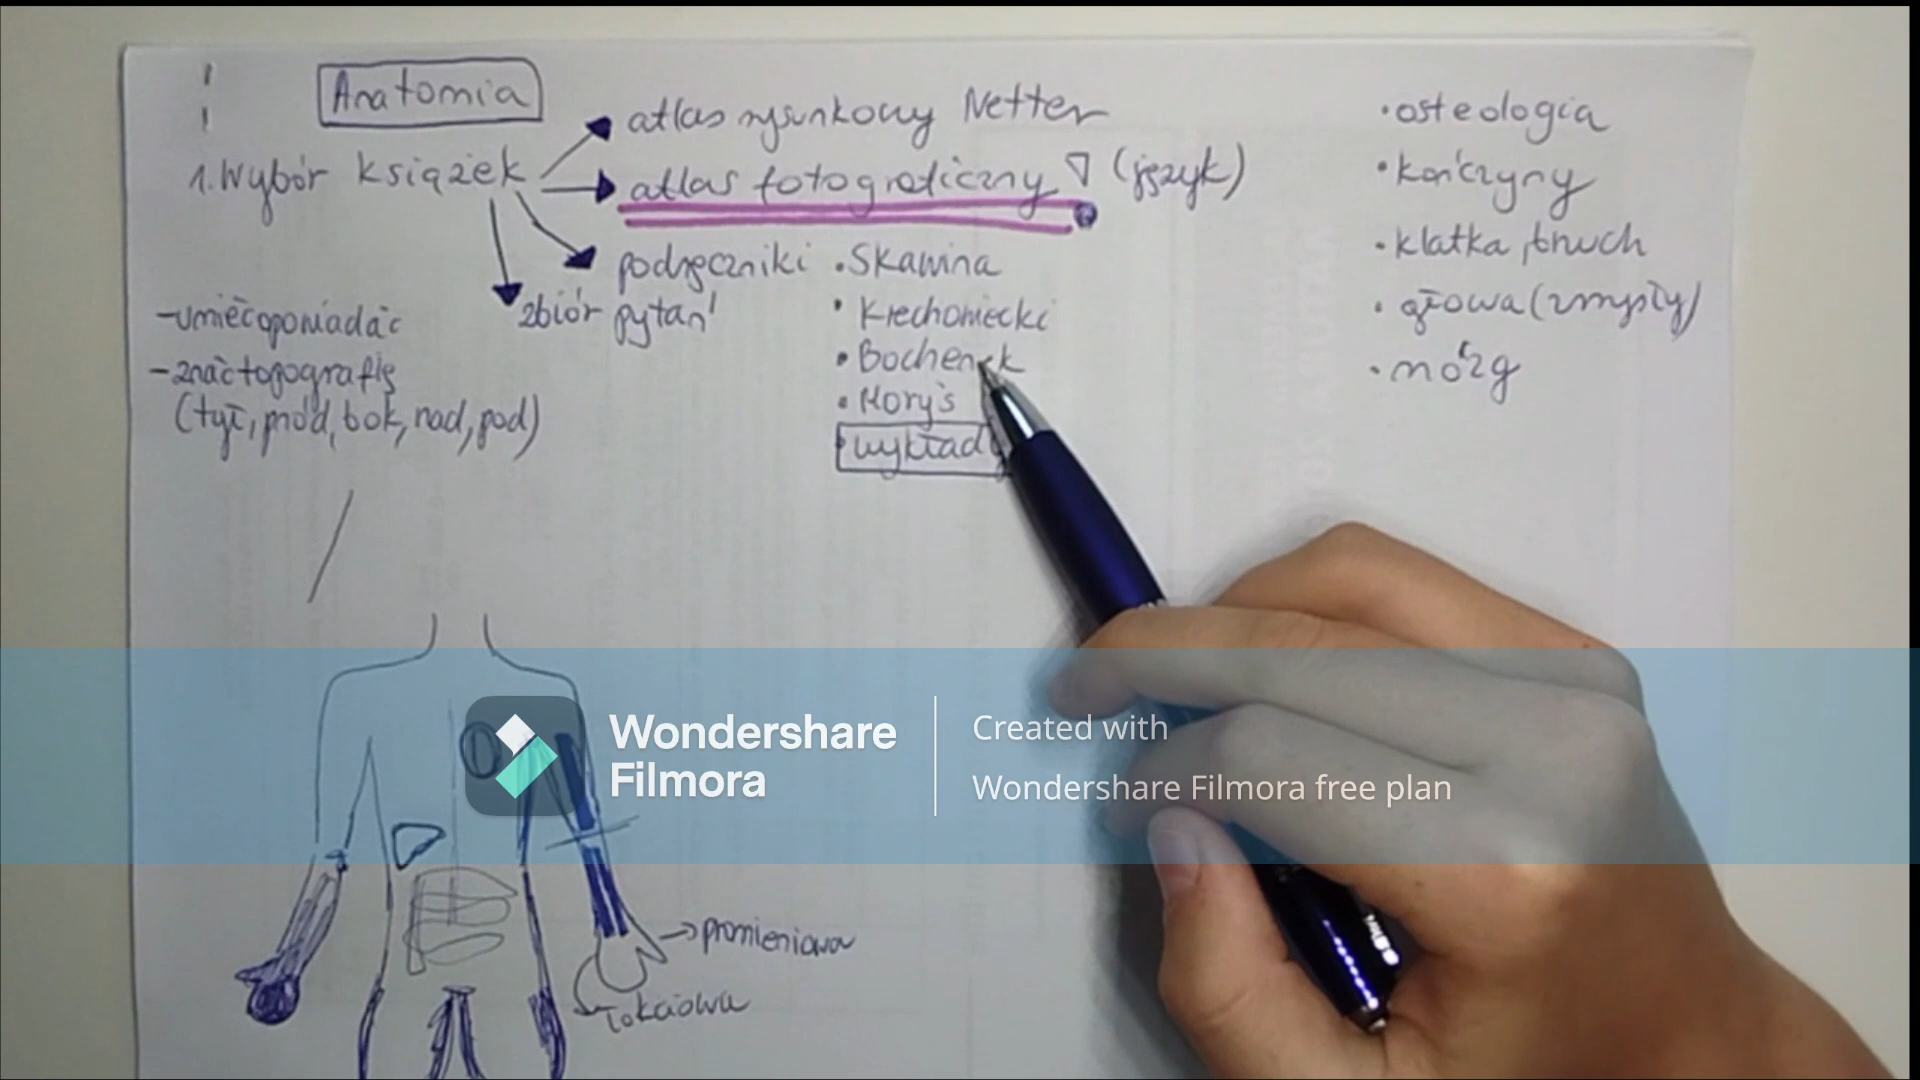 Anatomia
1. Wybór książek
atlas rysunkowy Netter
atlas fotograficzny (język)
podręczniki
• Skawina
• Krechowiecki
• Bochenek
• Moryś
• wykłady
zbiór pytań
- umieć opowiadać
- znać topografię
(tył, przód, bok, nad, pod)
• osteologia
• kończyny
• klatka, brzuch
• głowa (zmysły)
• mózg
Wondershare
Filmora
Created with
Wondershare Filmora free plan
promieniowa
łokciowa